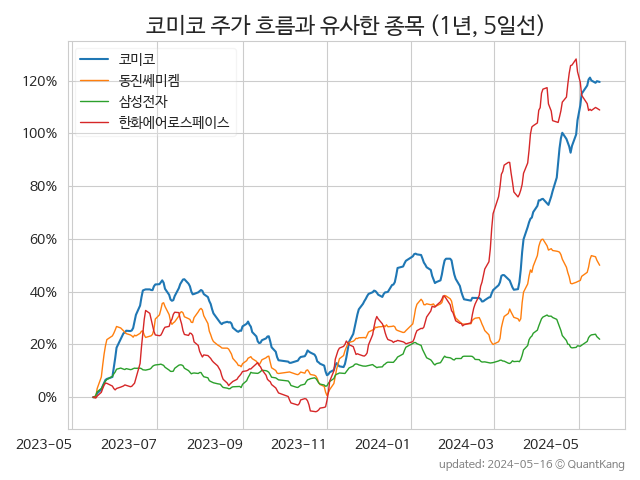 코미코 주가 흐름과 유사한 종목 (1년, 5일선)
코미코
동진쎄미켐
삼성전자
한화에어로스페이스
120%
100%
80%
60%
40%
20%
0%
2023-05
2023-07
2023-09
2023-11
2024-01
2024-03
2024-05
updated: 2024-05-16 © QuantKang